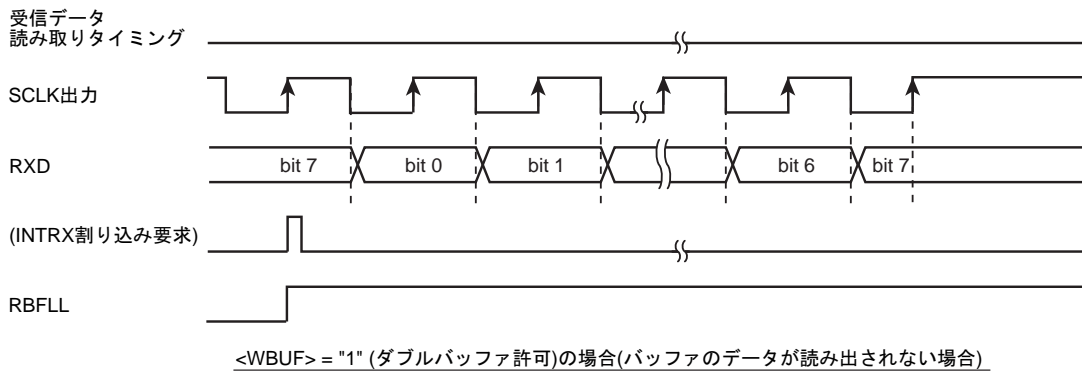 受信データ
読み取りタイミング
SCLK出力
RXD
bit 7
bit 0
bit 1
bit 6
bit 7
(INTRX割り込み要求)
RBFLL
<WBUF> = "1" (ダブルバッファ許可)の場合(バッファのデータが読み出されない場合)